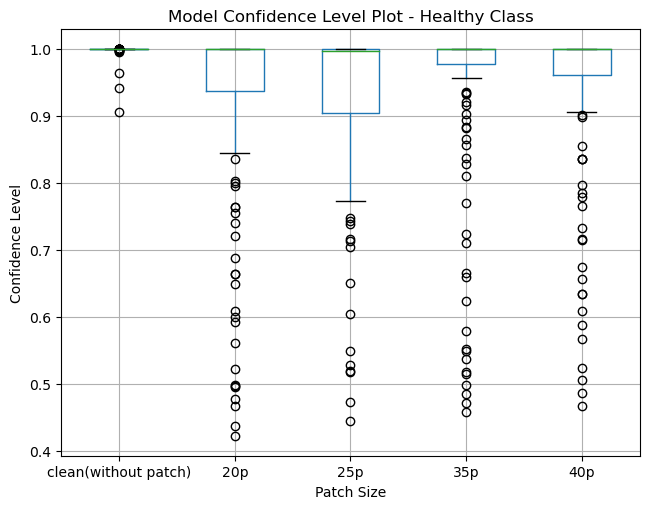 Model Confidence Level Plot - Healthy Class
1.0
0.9
0.8
0.7
0.6
0.5
0.4
Confidence Level
clean(without patch) 20p 25p 35p 40p
Patch Size